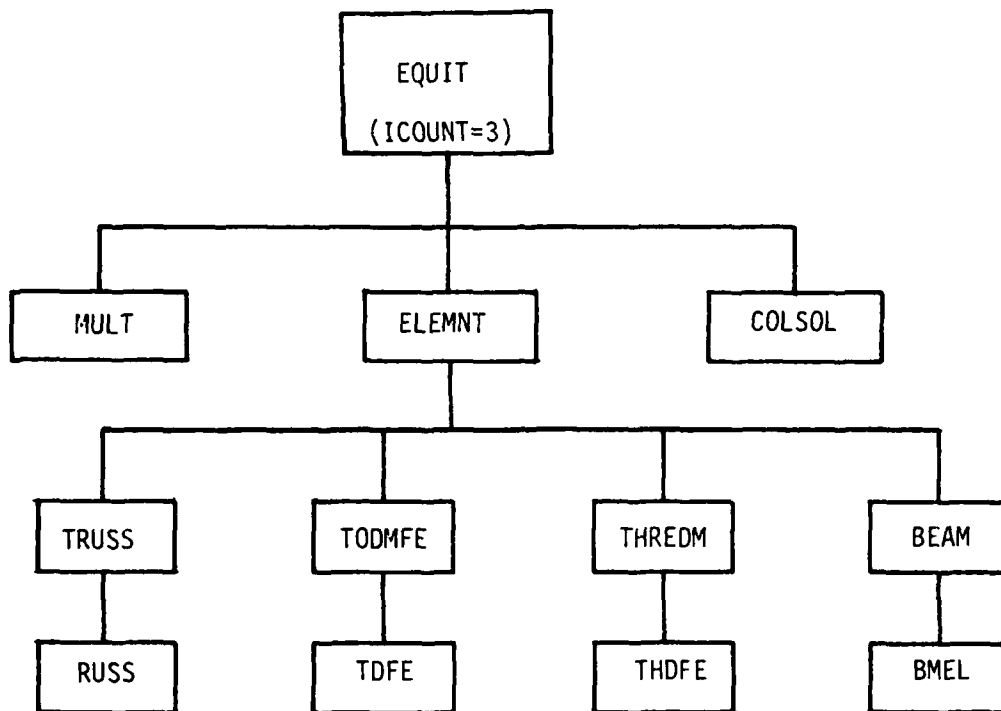 EQUIT
(ICOUNT=3)
MULT
ELEMNT
COLSOL
TRUSS
TODMFE
THREDM
BEAM
RUSS
TDFE
THDFE
BMEL